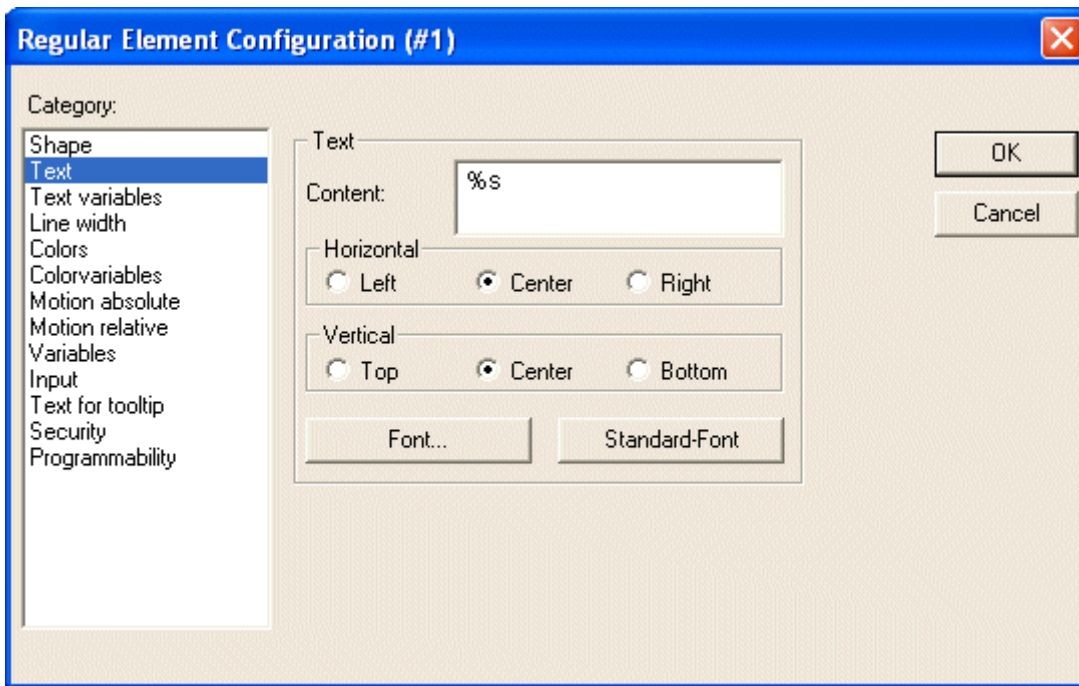 Regular Element Configuration (#1)
Category:
Shape
Text
Text variables
Line width
Colors
Colorvariables
Motion absolute
Motion relative
Variables
Input
Text for tooltip
Security
Programmability
Text
Content: %s
Horizontal
Left Center Right
Vertical
Top Center Bottom
Font... Standard-Font
OK
Cancel